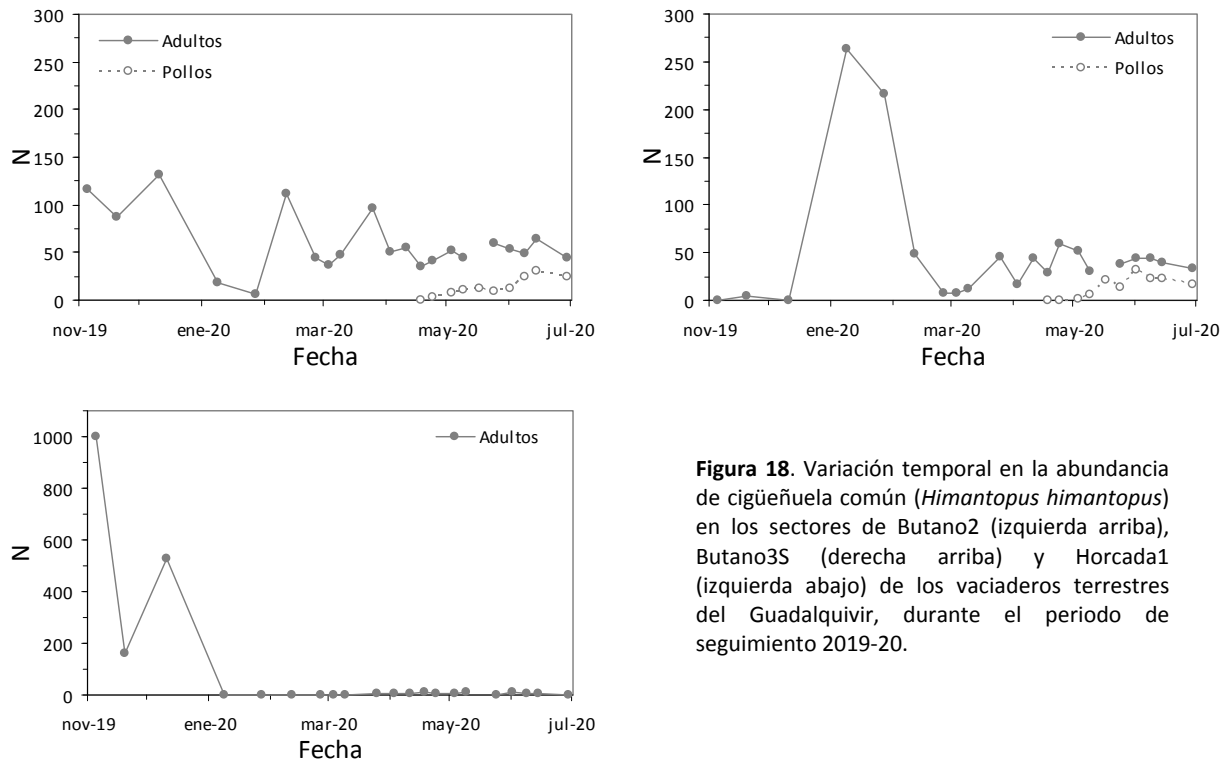 300
250
200
150
100
50
0
N
Adultos
Pollos
nov-19 ene-20 mar-20 may-20 jul-20
Fecha
300
250
200
150
100
50
0
N
Adultos
Pollos
nov-19 ene-20 mar-20 may-20 jul-20
Fecha
1000
800
600
400
200
0
N
Adultos
nov-19 ene-20 mar-20 may-20 jul-20
Fecha
Figura 18. Variación temporal en la abundancia
de cigüeñuela común (Himantopus himantopus)
en los sectores de Butano2 (izquierda arriba),
Butano3S (derecha arriba) y Horcada1
(izquierda abajo) de los vaciaderos terrestres
del Guadalquivir, durante el periodo de
seguimiento 2019-20.